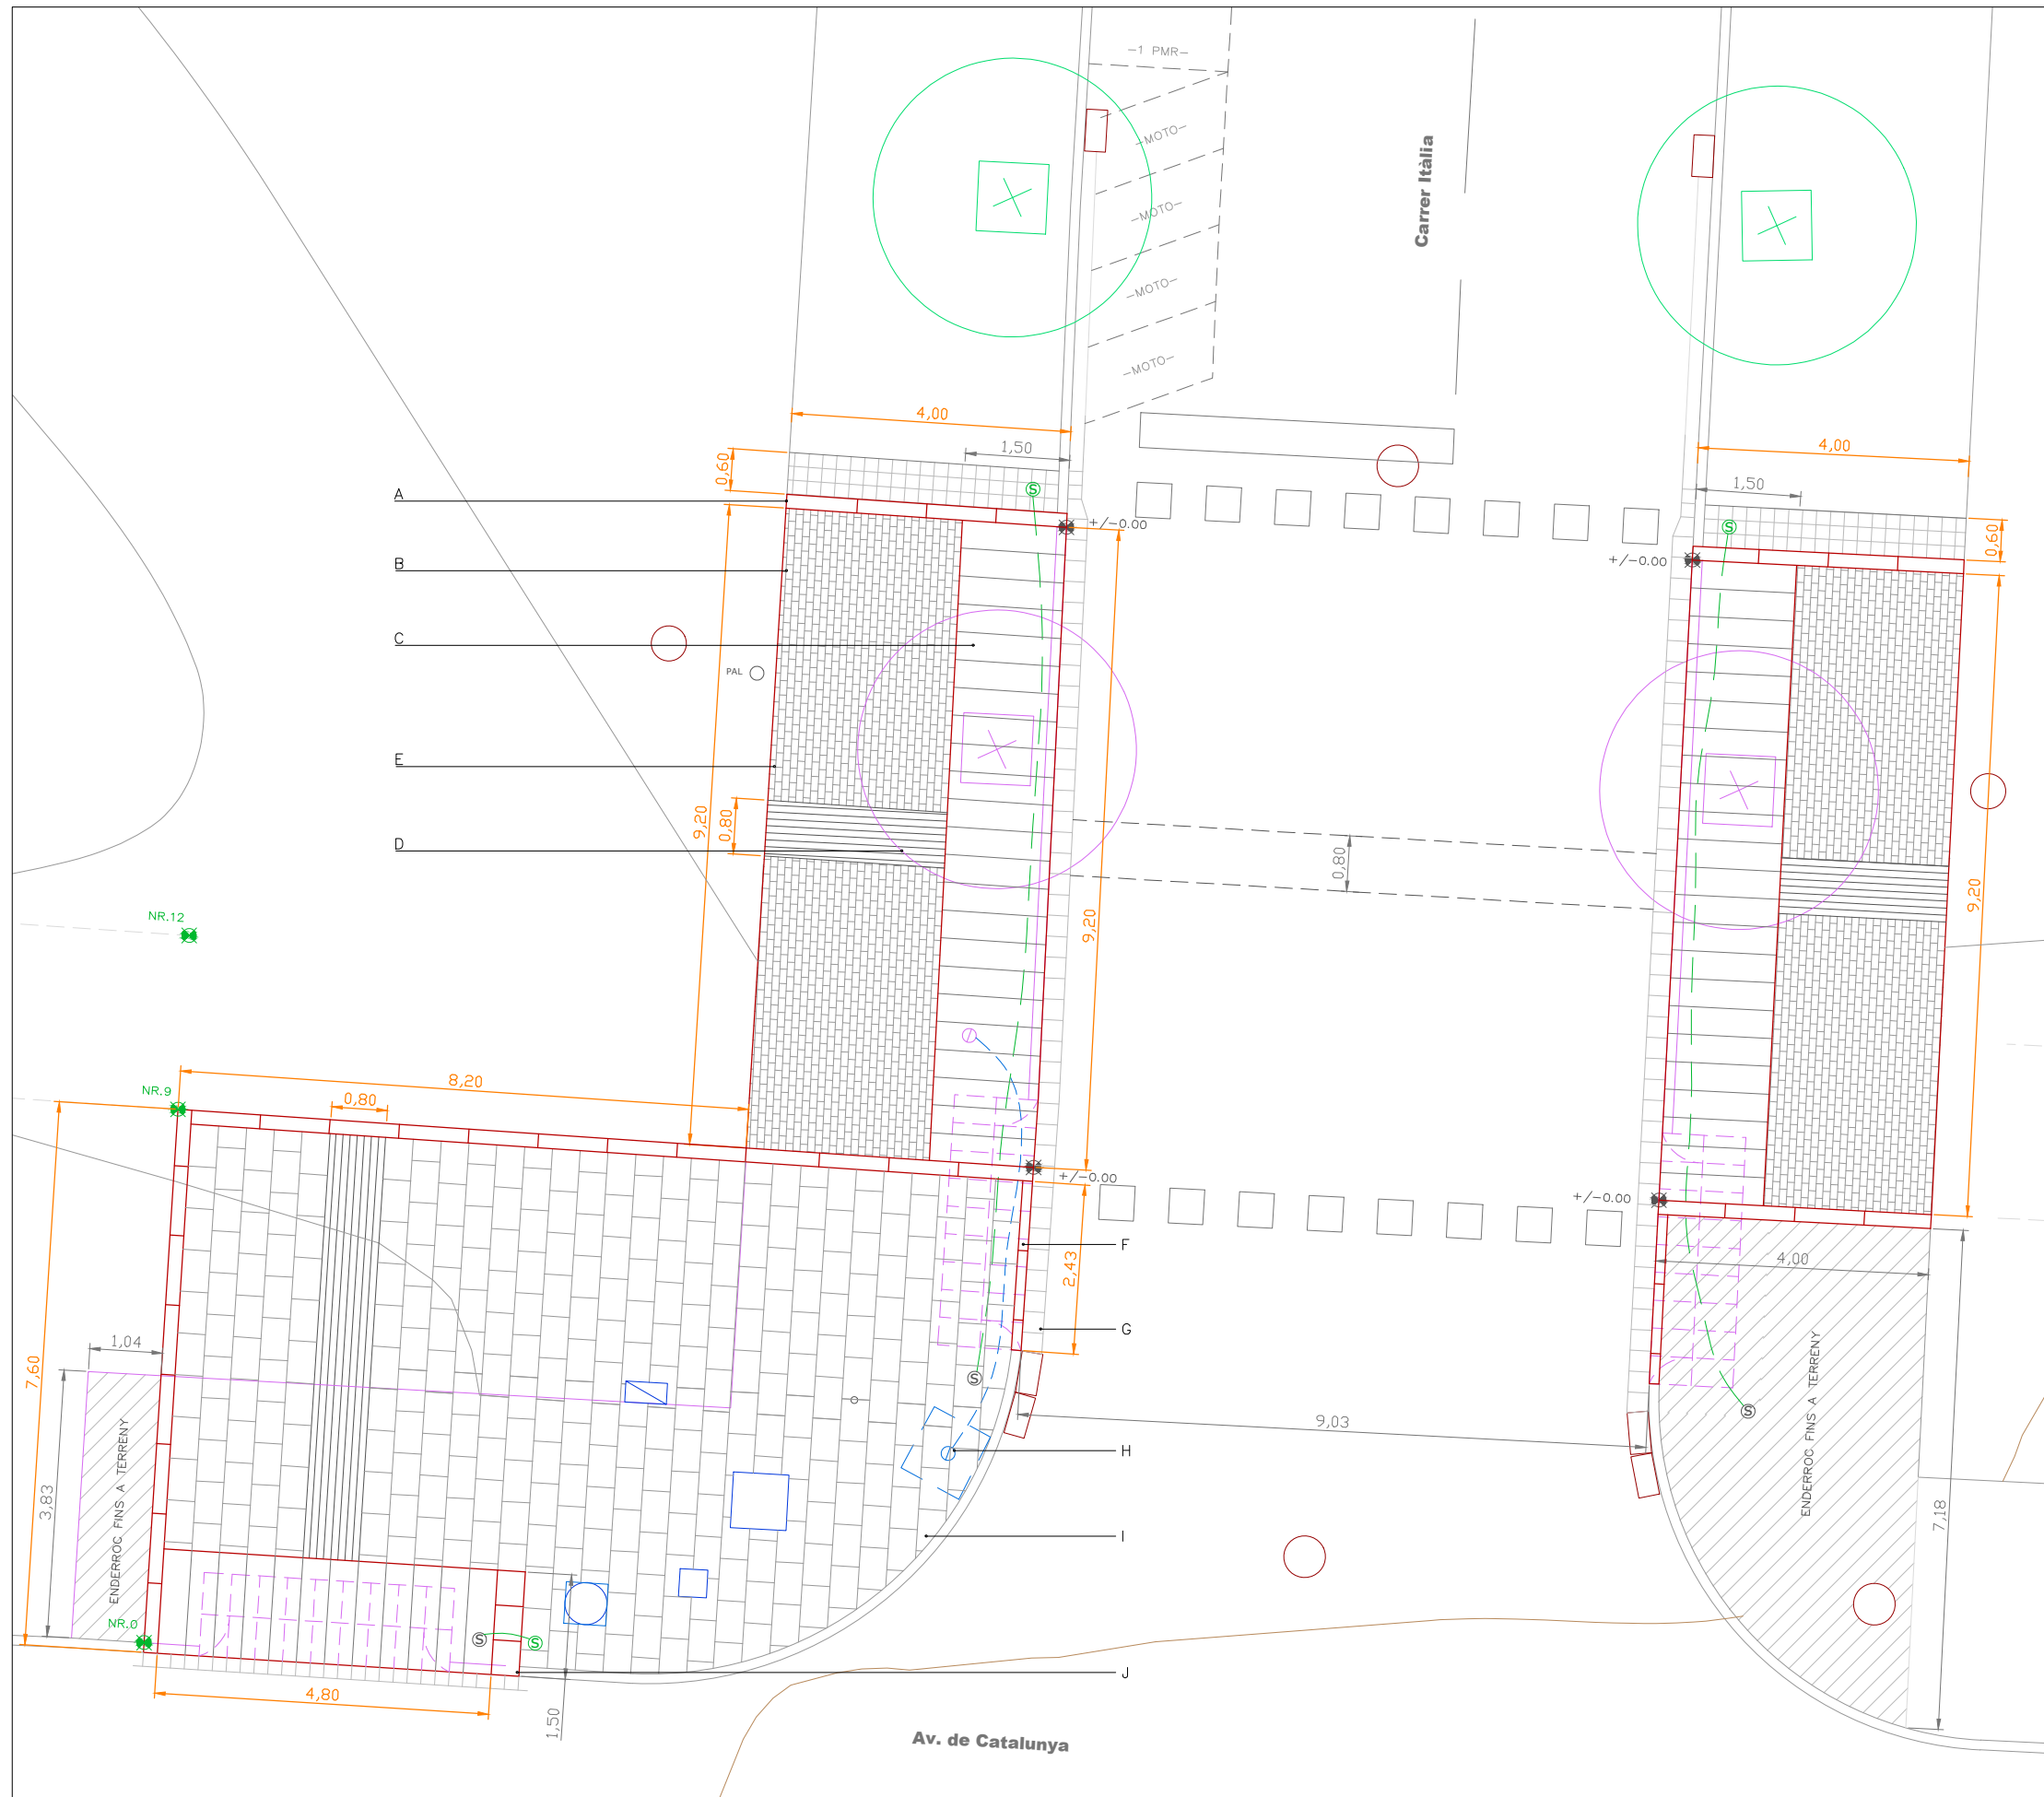 -1 PMR-
-MOTO-
-MOTO-
-MOTO-
-MOTO-
Carrer Itàlia
4,00
1,50
0,60
4,00
1,50
0,60
A
+/-0.00
+/-0.00
B
C
PAL
E
9,20
0,80
D
9,20
0,80
9,20
NR.12
NR.9
8,20
0,80
+/-0.00
+/-0.00
F
2,43
4,00
G
1,04
7,60
3,83
ENDERROC FINS A TERRENY
9,03
H
ENDERROC FINS A TERRENY
7,18
I
NR.0
J
4,80
1,50
Av. de Catalunya
S
S
S
S
S
S